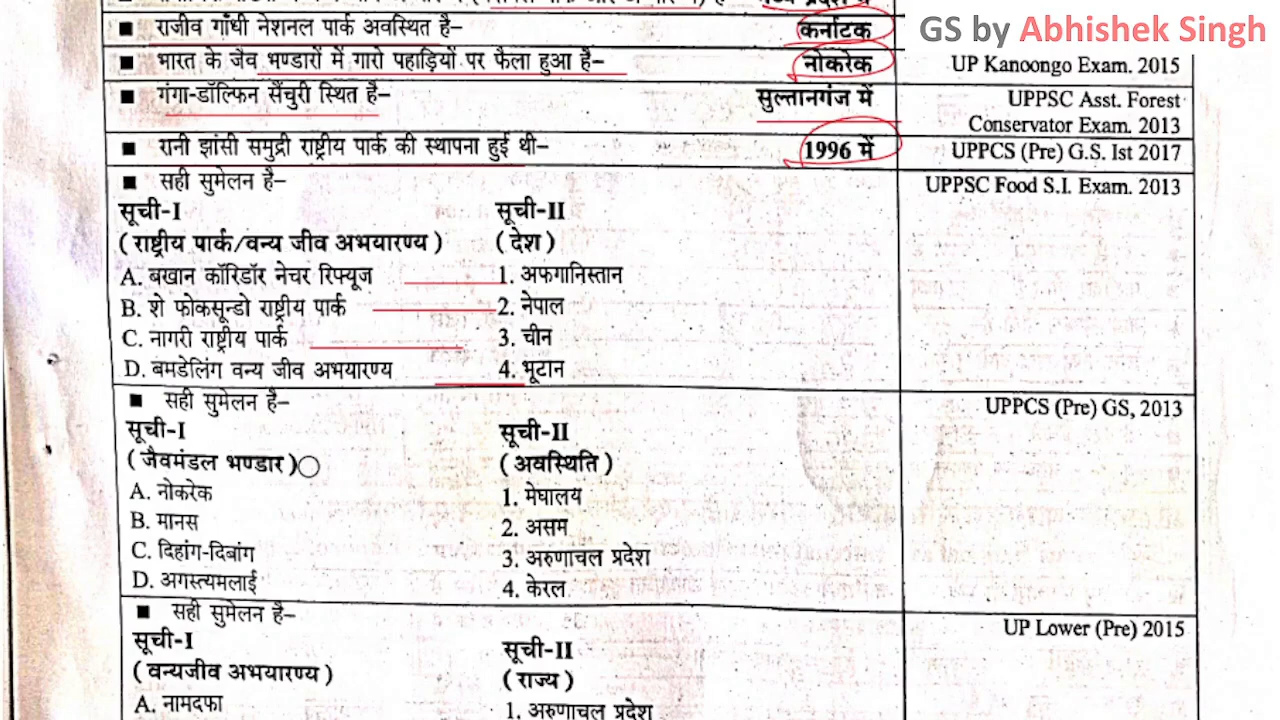 GS by Abhishek Singh
■ राजीव गाँधी नेशनल पार्क अवस्थित है– कर्नाटक
■ भारत के जैव भण्डारों में गारो पहाड़ियों पर फैला हुआ है– नोकरेक UP Kanoongo Exam. 2015
■ गंगा-डॉल्फिन सेंचुरी स्थित है– सुल्तानगंज में UPPSC Asst. Forest
Conservator Exam. 2013
■ रानी झांसी समुद्री राष्ट्रीय पार्क की स्थापना हुई थी– 1996 में UPPCS (Pre) G.S. Ist 2017
■ सही सुमेलन है– UPPSC Food S.I. Exam. 2013
सूची-I सूची-II
(राष्ट्रीय पार्क/वन्य जीव अभयारण्य) (देश)
A. बखान कॉरिडॉर नेचर रिफ्यूज 1. अफगानिस्तान
B. शे फोकसून्डो राष्ट्रीय पार्क 2. नेपाल
C. नागरी राष्ट्रीय पार्क 3. चीन
D. बमडेलिंग वन्य जीव अभयारण्य 4. भूटान
■ सही सुमेलन है– UPPCS (Pre) GS, 2013
सूची-I सूची-II
(जैवमंडल भण्डार) (अवस्थिति)
A. नोकरेक 1. मेघालय
B. मानस 2. असम
C. दिहांग-दिबांग 3. अरुणाचल प्रदेश
D. अगस्त्यमलाई 4. केरल
■ सही सुमेलन है– UP Lower (Pre) 2015
सूची-I सूची-II
(वन्यजीव अभयारण्य) (राज्य)
A. नामदफा 1. अरुणाचल प्रदेश